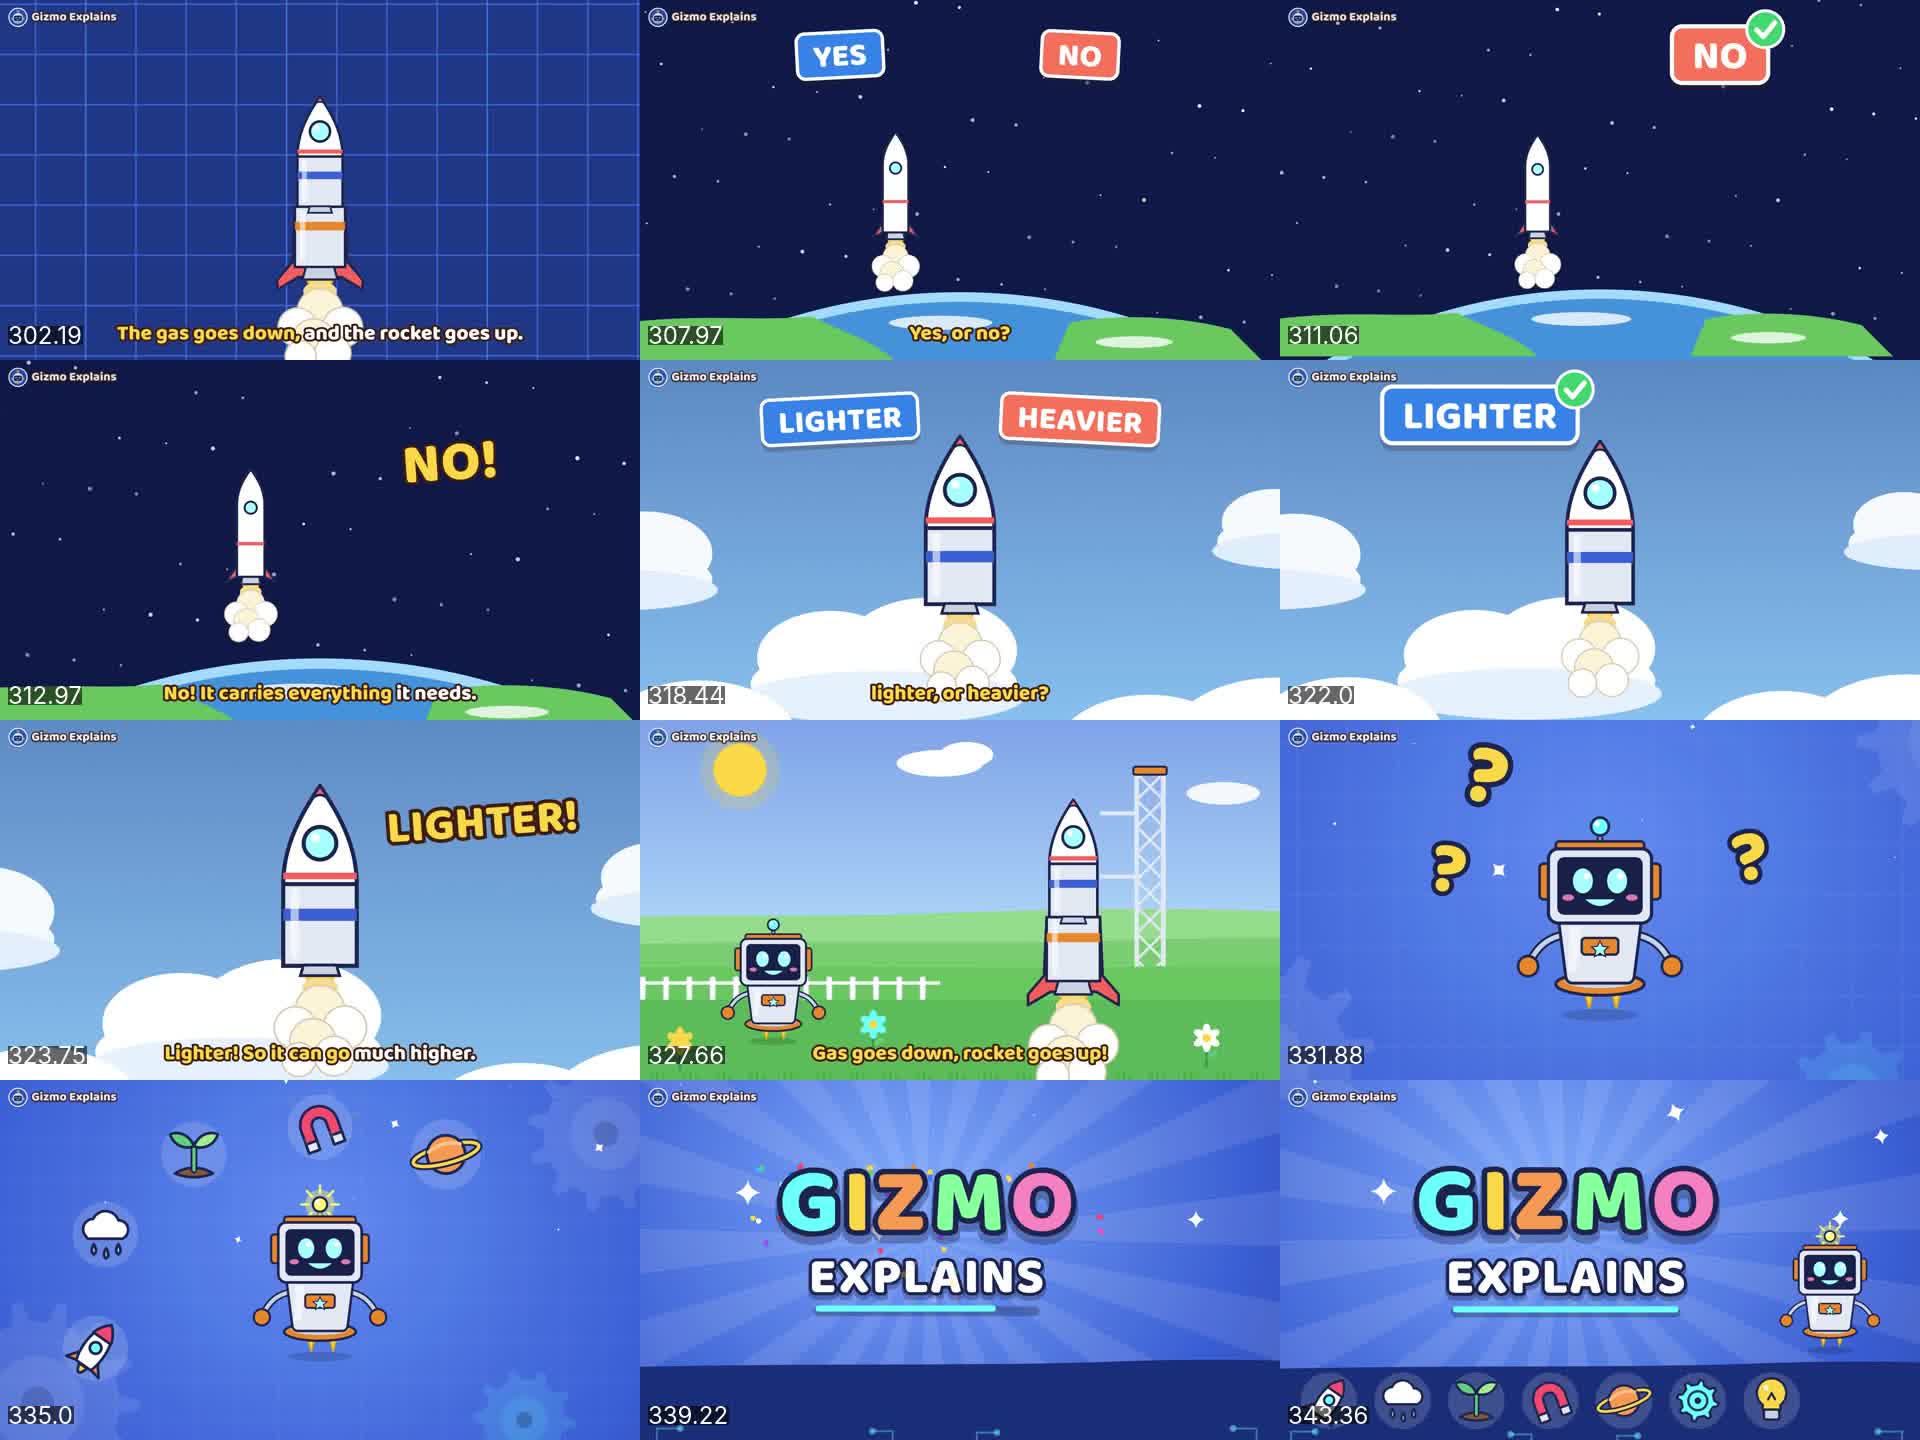 Gizmo Explains
302.19
The gas goes down, and the rocket goes up.
Gizmo Explains
YES
NO
307.97
Yes, or no?
Gizmo Explains
NO
311.06
Gizmo Explains
NO!
312.97
No! It carries everything it needs.
Gizmo Explains
LIGHTER
HEAVIER
318.44
lighter, or heavier?
Gizmo Explains
LIGHTER
322.0
Gizmo Explains
LIGHTER!
323.75
Lighter! So it can go much higher.
Gizmo Explains
327.66
Gas goes down, rocket goes up!
Gizmo Explains
?
?
?
331.88
Gizmo Explains
335.0
Gizmo Explains
GIZMO
EXPLAINS
339.22
Gizmo Explains
GIZMO
EXPLAINS
343.36